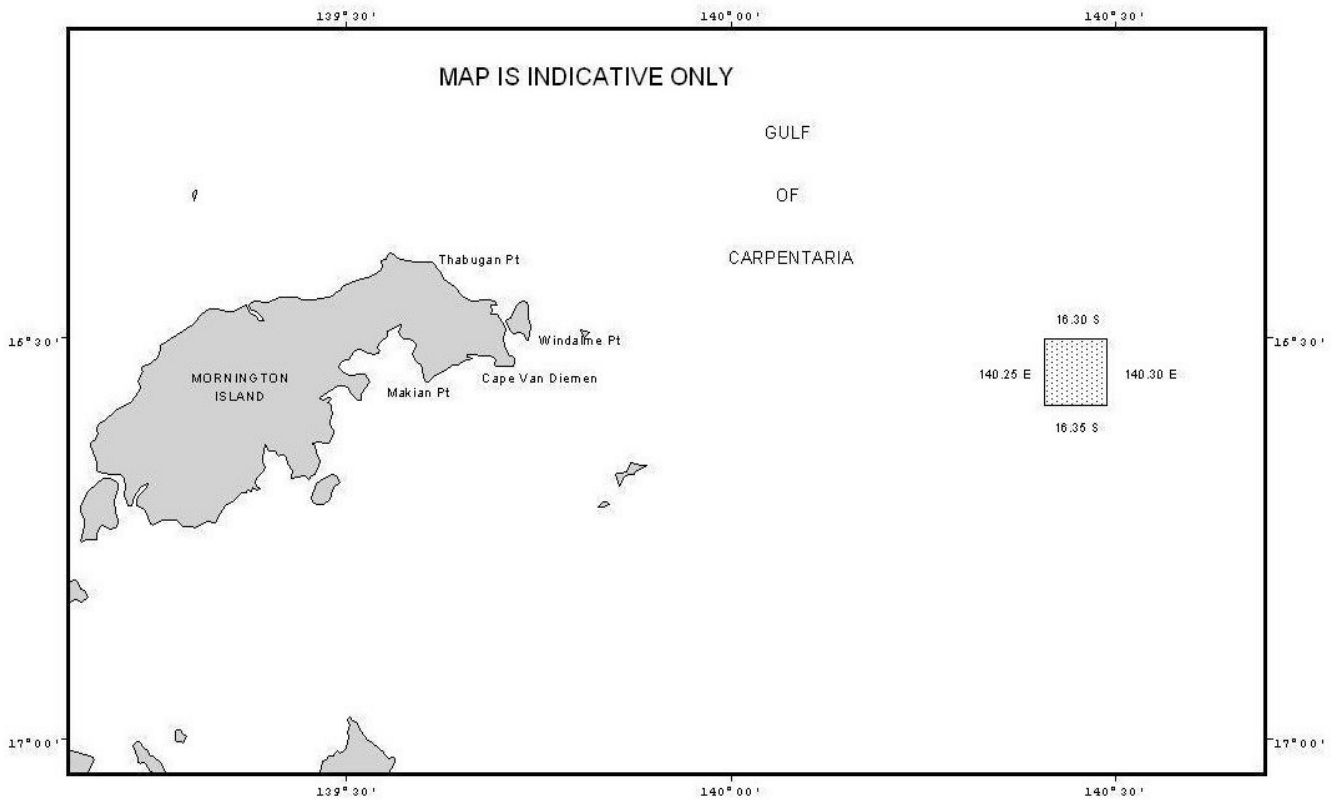 139°30'
140°00'
140°30'
MAP IS INDICATIVE ONLY
GULF
OF
CARPENTARIA
Thabugan Pt
16.30 S
16°30'
Windalme Pt
16°30'
140.25 E
140.30 E
MORNINGTON
ISLAND
Cape Van Diemen
Makian Pt
16.35 S
17°00'
17°00'
139°30'
140°00'
140°30'